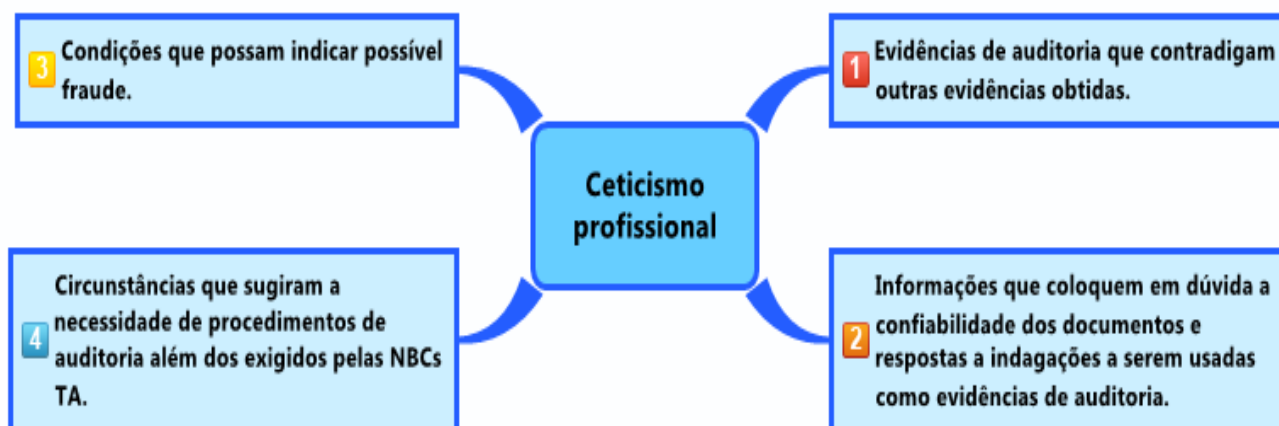 Ceticismo
profissional
1
Evidências de auditoria que contradigam
outras evidências obtidas.
2
Informações que coloquem em dúvida a
confiabilidade dos documentos e
respostas a indagações a serem usadas
como evidências de auditoria.
3
Condições que possam indicar possível
fraude.
4
Circunstâncias que sugiram a
necessidade de procedimentos de
auditoria além dos exigidos pelas NBCs
TA.